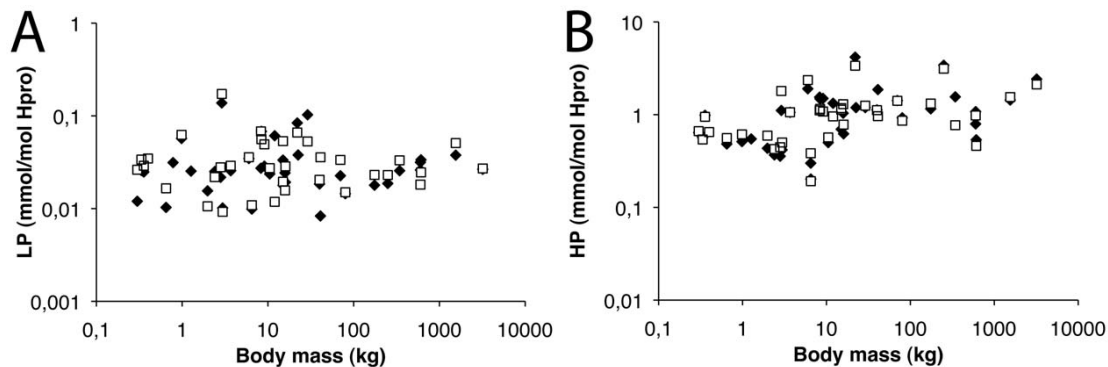 A
LP (mmol/mol Hpro)
1
0,1
0,01
0,001
0,1 1 10 100 1000 10000
Body mass (kg)
B
HP (mmol/mol Hpro)
10
1
0,1
0,01
0,1 1 10 100 1000 10000
Body mass (kg)